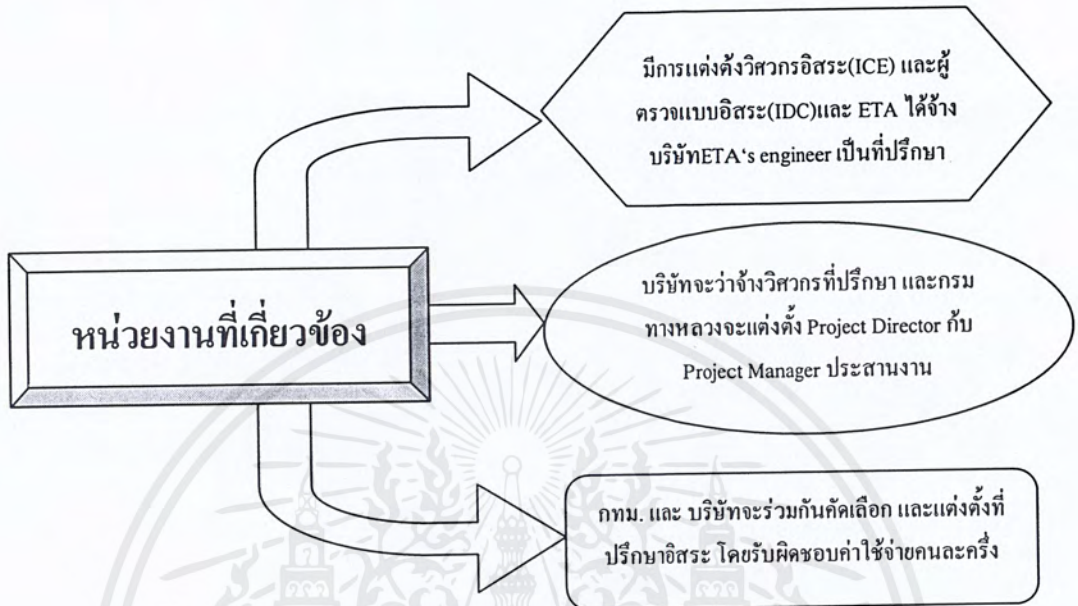 มีการแต่งตั้งวิศวกรอิสระ(ICE) และผู้
ตรวจแบบอิสระ(IDC)และ ETA ได้จ้าง
บริษัทETA‘s engineer เป็นที่ปรึกษา
หน่วยงานที่เกี่ยวข้อง
บริษัทจะว่าจ้างวิศวกรที่ปรึกษา และกรม
ทางหลวงจะแต่งตั้ง Project Director กับ
Project Manager ประสานงาน
กทม. และ บริษัทจะร่วมกันคัดเลือก และแต่งตั้งที่
ปรึกษาอิสระ โดยรับผิดชอบค่าใช้จ่ายคนละครึ่ง